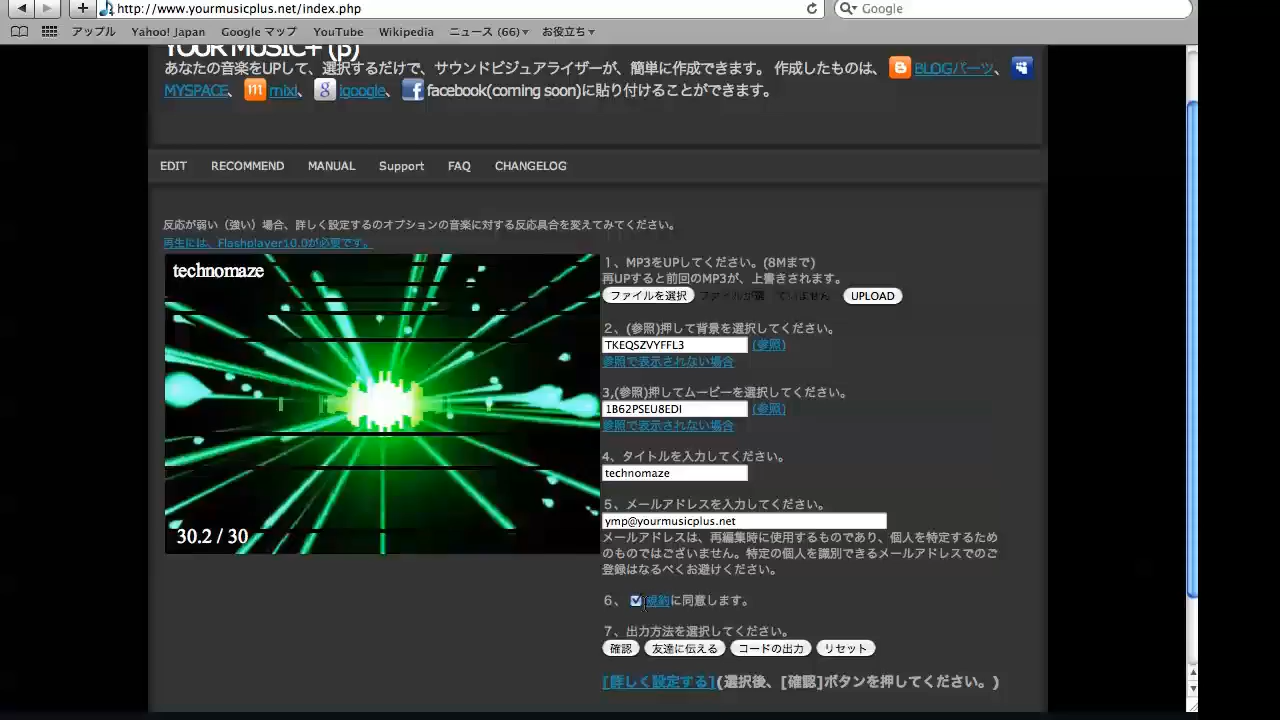 http://www.yourmusicplus.net/index.php
Google
アップル Yahoo! Japan Google マップ YouTube Wikipedia ニュース (66) お役立ち
YOUR MUSIC+ (β)
あなたの音楽をUPして、選択するだけで、サウンドビジュアライザーが、簡単に作成できます。 作成したものは、 BLOGパーツ、
MYSPACE、 mixi、 igoogle、 facebook(coming soon)に貼り付けることができます。
EDIT RECOMMEND MANUAL Support FAQ CHANGELOG
反応が弱い（強い）場合、詳しく設定するのオプションの音楽に対する反応具合を変えてみてください。
再生には、Flashplayer10.0が必要です。
technomaze
30.2 / 30
１、MP3をUPしてください。(8Mまで)
再UPすると前回のMP3が、上書きされます。
ファイルを選択 ファイルが選 ていません UPLOAD
２、(参照)押して背景を選択してください。
TKEQSZVYFFL3 (参照)
参照で表示されない場合
3,(参照)押してムービーを選択してください。
1B62PSEU8EDI (参照)
参照で表示されない場合
4、タイトルを入力してください。
technomaze
５、メールアドレスを入力してください。
ymp@yourmusicplus.net
メールアドレスは、再編集時に使用するものであり、個人を特定するため
のものではございません。特定の個人を識別できるメールアドレスでのご
登録はなるべくお避けください。
６、 規約に同意します。
７、出力方法を選択してください。
確認 友達に伝える コードの出力 リセット
[詳しく設定する](選択後、[確認]ボタンを押してください。)